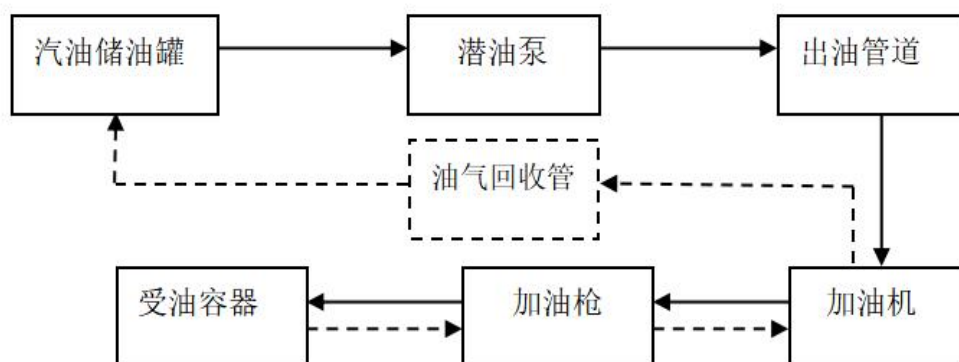 汽油储油罐
潜油泵
出油管道
油气回收管
受油容器
加油枪
加油机